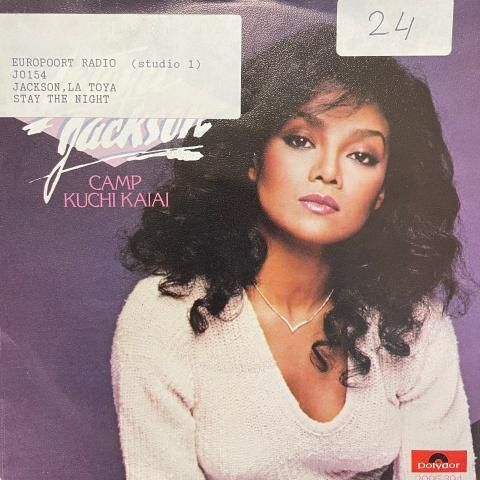 EUROPOORT RADIO (studio 1)
J0154
JACKSON,LA TOYA
STAY THE NIGHT
24
Jackson
CAMP
KUCHI KAIAI
polydor